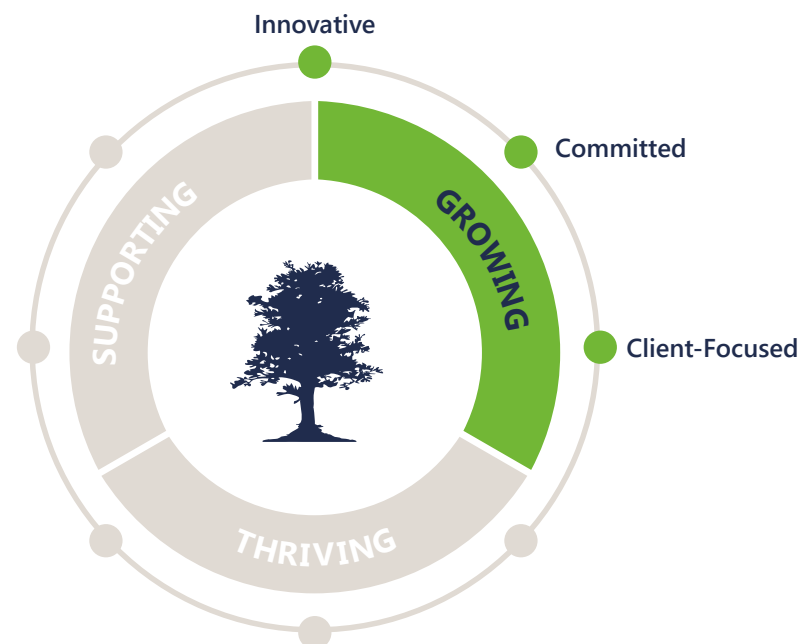 Innovative
Committed
GROWING
SUPPORTING
Client-Focused
THRIVING